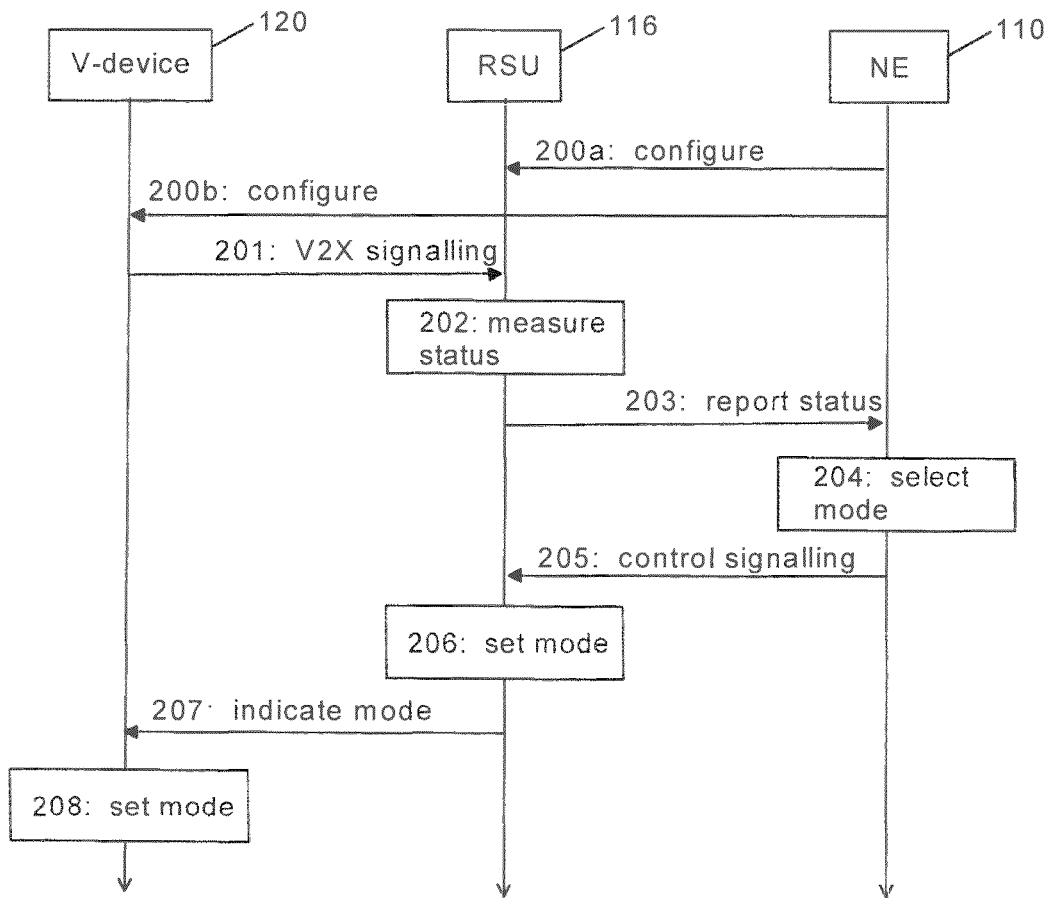 120
116
110
V-device
RSU
NE
200a: configure
200b: configure
201: V2X signalling
202: measure
status
203: report status
204: select
mode
205: control signalling
206: set mode
207: indicate mode
208: set mode